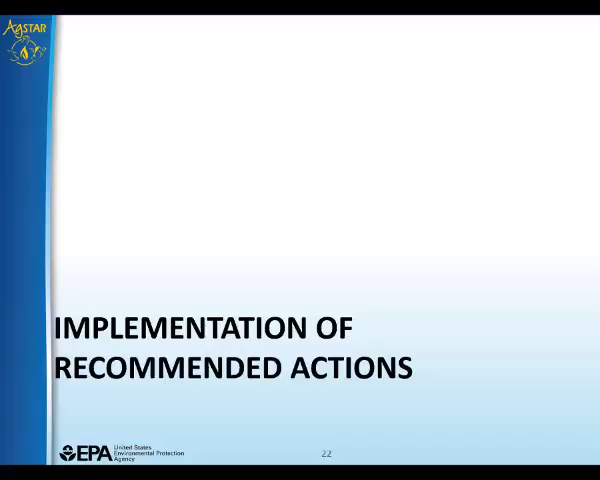 AgSTAR
IMPLEMENTATION OF
RECOMMENDED ACTIONS
EPA
United States
Environmental Protection
Agency
22